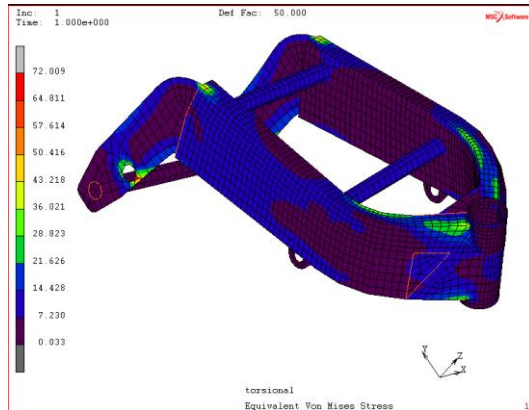 Inc: 1 Def Fac: 50.000
Time: 1.000e+000
MSC Software
72.009
64.811
57.614
50.416
43.218
36.021
28.823
21.626
14.428
7.230
0.033
Y
Z
X
torsional
Equivalent Von Mises Stress
1